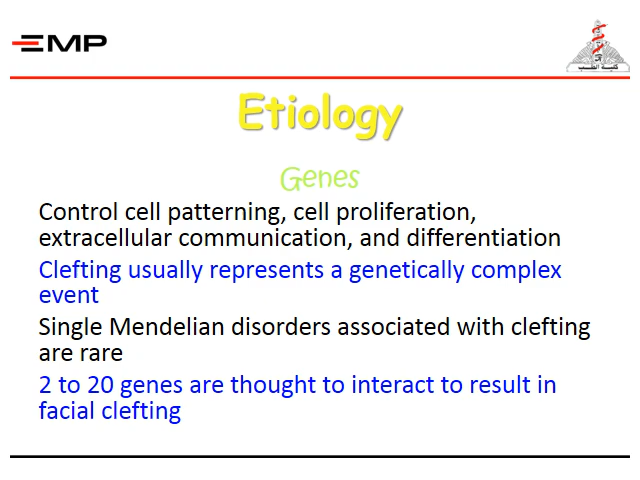 EMP
كلية الطب
Etiology
Genes
Control cell patterning, cell proliferation,
extracellular communication, and differentiation
Clefting usually represents a genetically complex
event
Single Mendelian disorders associated with clefting
are rare
2 to 20 genes are thought to interact to result in
facial clefting